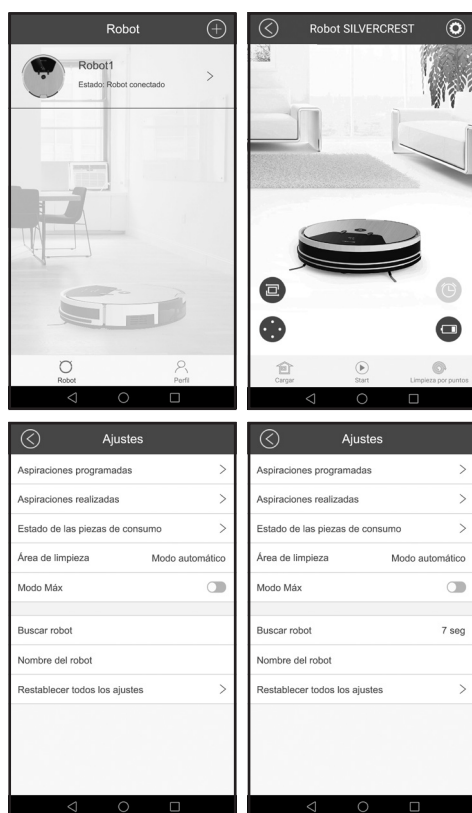 Robot
Robot1
Estado: Robot conectado
Robot
Perfil
Robot SILVERCREST
Cargar
Start
Limpieza por puntos
Ajustes
Aspiraciones programadas
Aspiraciones realizadas
Estado de las piezas de consumo
Área de limpieza Modo automático
Modo Máx
Buscar robot
Nombre del robot
Restablecer todos los ajustes
Ajustes
Aspiraciones programadas
Aspiraciones realizadas
Estado de las piezas de consumo
Área de limpieza Modo automático
Modo Máx
Buscar robot 7 seg
Nombre del robot
Restablecer todos los ajustes